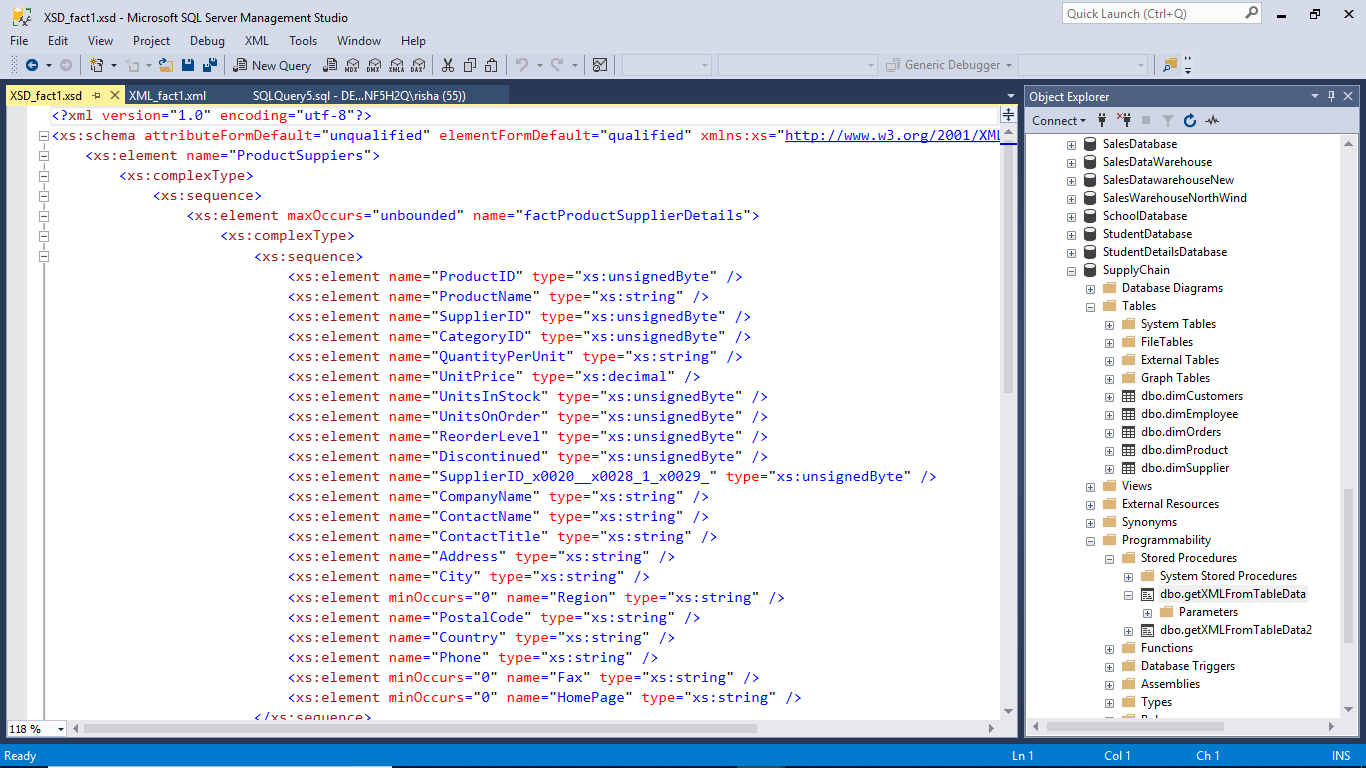 XSD_fact1.xsd - Microsoft SQL Server Management Studio
Quick Launch (Ctrl+Q)
File Edit View Project Debug XML Tools Window Help
New Query MDX DMX XMLA DAX Generic Debugger
XSD_fact1.xsd XML_fact1.xml SQLQuery5.sql - DE...NF5H2Q\risha (55))
<?xml version="1.0" encoding="utf-8"?>
<xs:schema attributeFormDefault="unqualified" elementFormDefault="qualified" xmlns:xs="http://www.w3.org/2001/XML
<xs:element name="ProductSuppiers">
<xs:complexType>
<xs:sequence>
<xs:element maxOccurs="unbounded" name="factProductSupplierDetails">
<xs:complexType>
<xs:sequence>
<xs:element name="ProductID" type="xs:unsignedByte" />
<xs:element name="ProductName" type="xs:string" />
<xs:element name="SupplierID" type="xs:unsignedByte" />
<xs:element name="CategoryID" type="xs:unsignedByte" />
<xs:element name="QuantityPerUnit" type="xs:string" />
<xs:element name="UnitPrice" type="xs:decimal" />
<xs:element name="UnitsInStock" type="xs:unsignedByte" />
<xs:element name="UnitsOnOrder" type="xs:unsignedByte" />
<xs:element name="ReorderLevel" type="xs:unsignedByte" />
<xs:element name="Discontinued" type="xs:unsignedByte" />
<xs:element name="SupplierID_x0020__x0028_1_x0029_" type="xs:unsignedByte" />
<xs:element name="CompanyName" type="xs:string" />
<xs:element name="ContactName" type="xs:string" />
<xs:element name="ContactTitle" type="xs:string" />
<xs:element name="Address" type="xs:string" />
<xs:element name="City" type="xs:string" />
<xs:element minOccurs="0" name="Region" type="xs:string" />
<xs:element name="PostalCode" type="xs:string" />
<xs:element name="Country" type="xs:string" />
<xs:element name="Phone" type="xs:string" />
<xs:element minOccurs="0" name="Fax" type="xs:string" />
<xs:element minOccurs="0" name="HomePage" type="xs:string" />
</xs:sequence>
118 %
Object Explorer
Connect
SalesDatabase
SalesDataWarehouse
SalesDatawarehouseNew
SalesWarehouseNorthWind
SchoolDatabase
StudentDatabase
StudentDetailsDatabase
SupplyChain
Database Diagrams
Tables
System Tables
FileTables
External Tables
Graph Tables
dbo.dimCustomers
dbo.dimEmployee
dbo.dimOrders
dbo.dimProduct
dbo.dimSupplier
Views
External Resources
Synonyms
Programmability
Stored Procedures
System Stored Procedures
dbo.getXMLFromTableData
Parameters
dbo.getXMLFromTableData2
Functions
Database Triggers
Assemblies
Types
Ready Ln 1 Col 1 Ch 1 INS